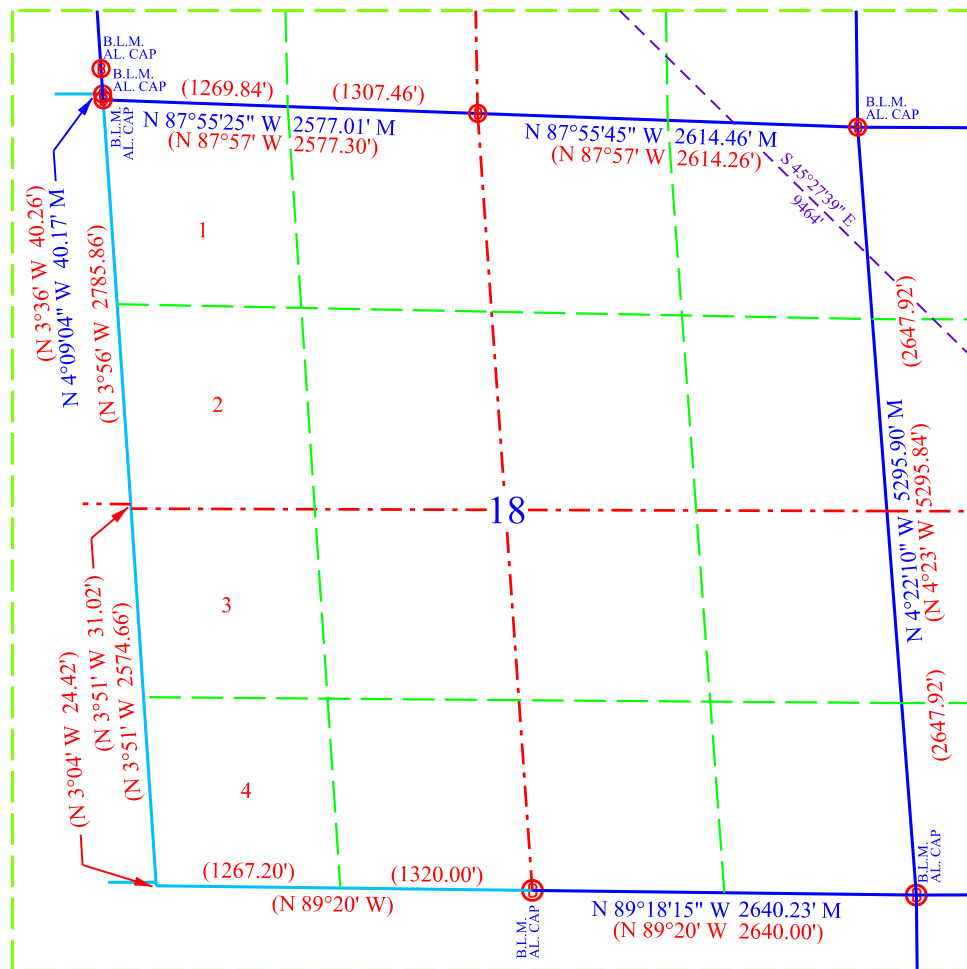 B.L.M.
AL. CAP
B.L.M.
AL. CAP
B.L.M.
AL. CAP
(1269.84')
(1307.46')
N 87°55'25" W 2577.01' M
(N 87°57' W 2577.30')
N 87°55'45" W 2614.46' M
(N 87°57' W 2614.26')
B.L.M.
AL. CAP
S 45°27'39" E
9464'
(N 3°36' W 40.26')
N 4°09'04" W 40.17' M
(N 3°56' W 2785.86')
1
(2647.92')
2
18
N 4°22'10" W 5295.90' M
(N 4°23' W 5295.84')
3
(N 3°51' W 31.02')
(N 3°51' W 2574.66')
(N 3°04' W 24.42')
(2647.92')
4
(1267.20')
(1320.00')
(N 89°20' W)
B.L.M.
AL. CAP
N 89°18'15" W 2640.23' M
(N 89°20' W 2640.00')
B.L.M.
AL. CAP